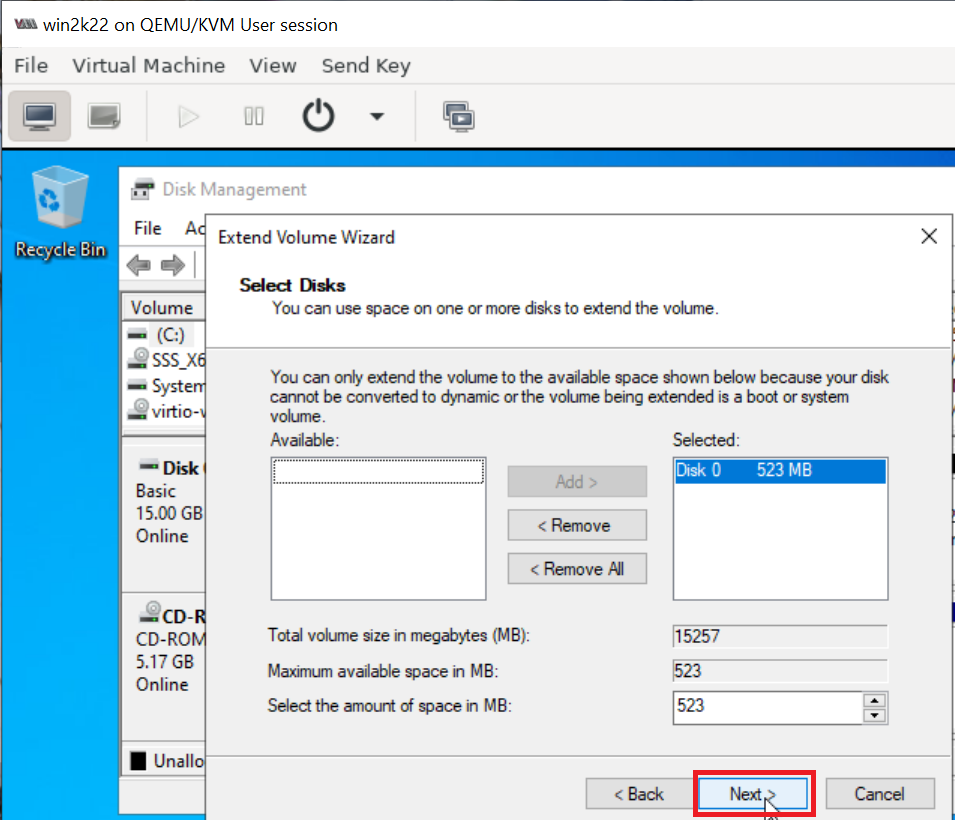 win2k22 on QEMU/KVM User session
File Virtual Machine View Send Key
Recycle Bin
Disk Management
File
Extend Volume Wizard
Select Disks
You can use space on one or more disks to extend the volume.
Volume
(C:)
SSS_X6
System
virtio-w
You can only extend the volume to the available space shown below because your disk
cannot be converted to dynamic or the volume being extended is a boot or system
volume.
Available:
Selected:
Disk 0 523 MB
Add >
< Remove
< Remove All
Disk
Basic
15.00 GB
Online
CD-R
CD-ROM
5.17 GB
Online
Total volume size in megabytes (MB): 15257
Maximum available space in MB: 523
Select the amount of space in MB: 523
Unallo
< Back Next > Cancel